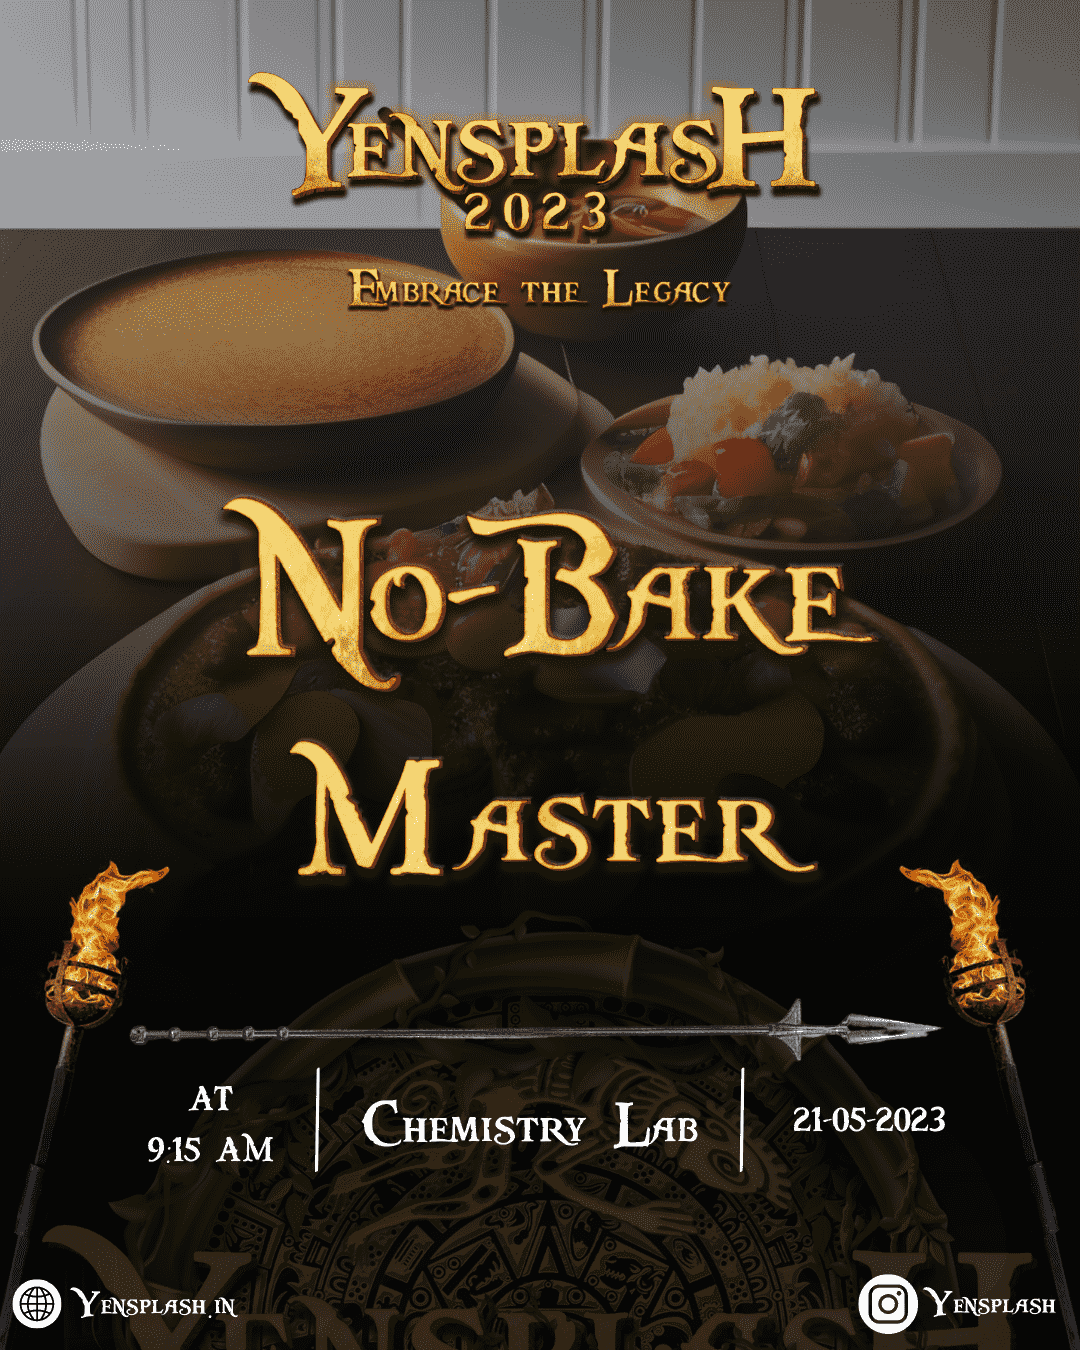 Yensplash
2023
Embrace the Legacy
No-Bake
Master
AT
9:15 AM
Chemistry Lab
21-05-2023
Yensplash.in
Yensplash
Yensplash